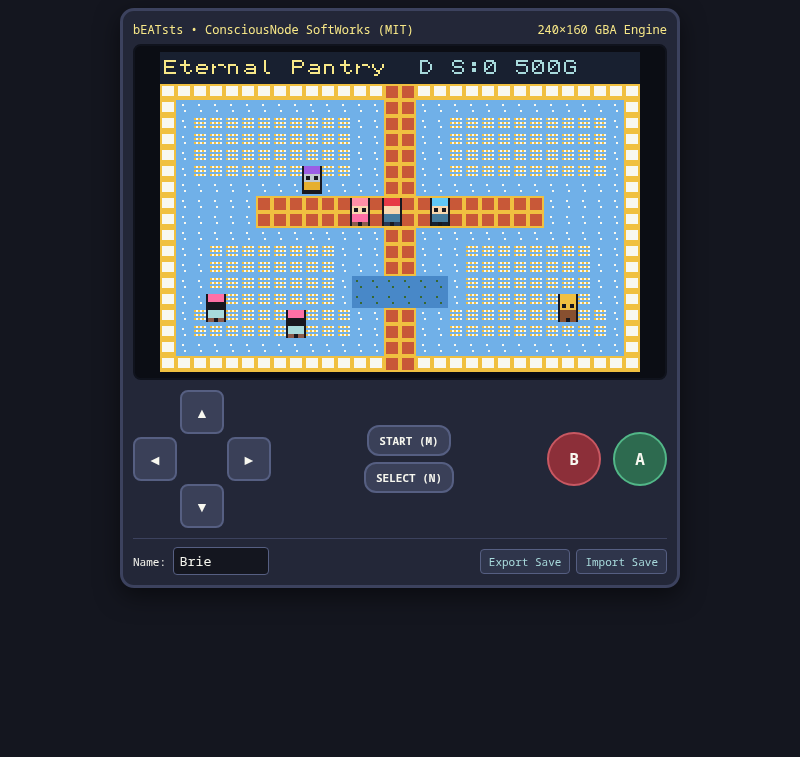 bEATsts • ConsciousNode SoftWorks (MIT) 240×160 GBA Engine
Eternal Pantry D S:0 500G
▲
◄ ►
▼
START (M)
SELECT (N)
B A
Name: Brie Export Save Import Save